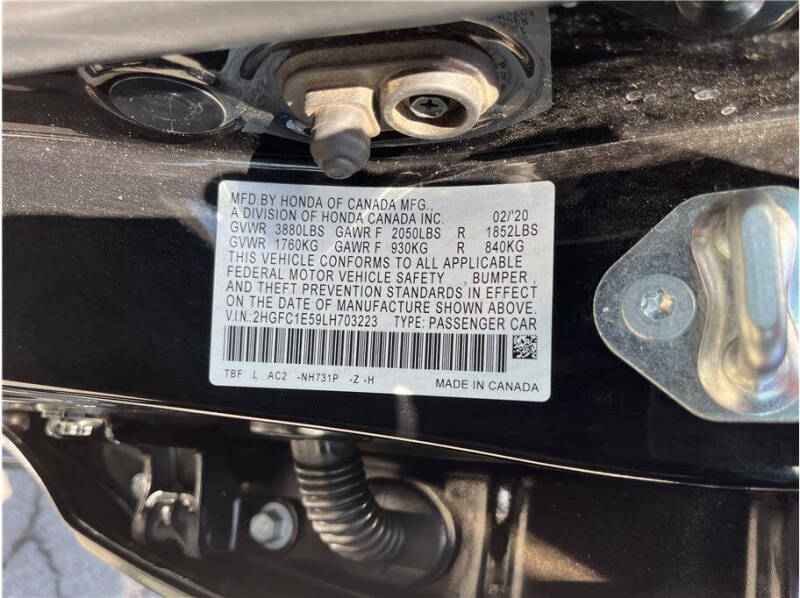 MFD.BY HONDA OF CANADA MFG.,
A DIVISION OF HONDA CANADA INC. 02/'20
GVWR 3880LBS GAWR F 2050LBS R 1852LBS
GVWR 1760KG GAWR F 930KG R 840KG
THIS VEHICLE CONFORMS TO ALL APPLICABLE
FEDERAL MOTOR VEHICLE SAFETY , BUMPER ,
AND THEFT PREVENTION STANDARDS IN EFFECT
ON THE DATE OF MANUFACTURE SHOWN ABOVE.
V.I.N.: 2HGFC1E59LH703223 TYPE: PASSENGER CAR
TBF L AC2 -NH731P -Z -H MADE IN CANADA